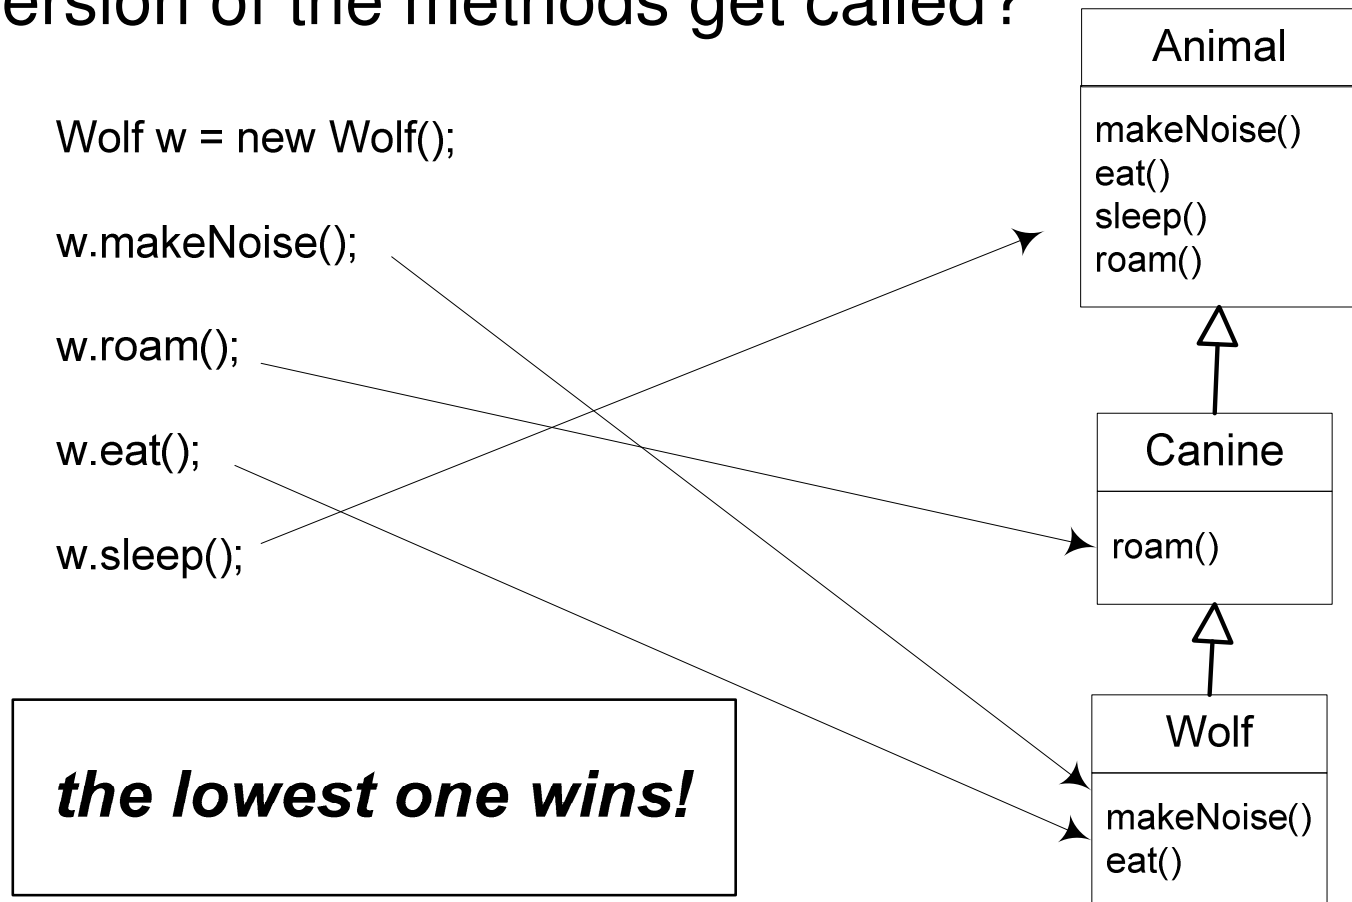 ersion of the methods get called?
Wolf w = new Wolf();
w.makeNoise();
w.roam();
w.eat();
w.sleep();
the lowest one wins!
Animal
makeNoise()
eat()
sleep()
roam()
Canine
roam()
Wolf
makeNoise()
eat()